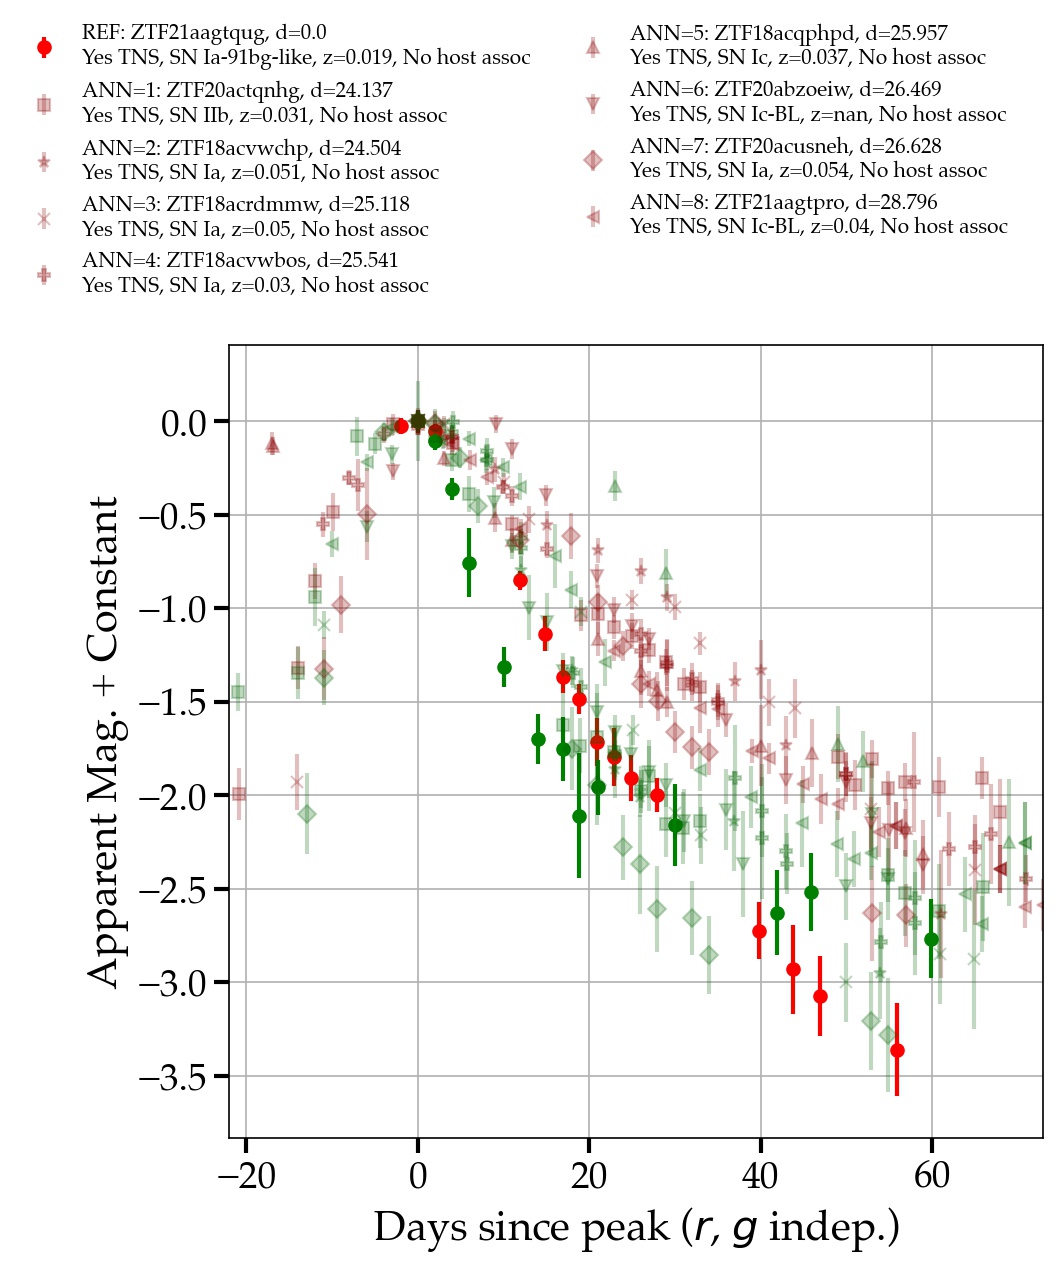 REF: ZTF21aagtqug, d=0.0
Yes TNS, SN Ia-91bg-like, z=0.019, No host assoc
ANN=1: ZTF20actqnhg, d=24.137
Yes TNS, SN IIb, z=0.031, No host assoc
ANN=2: ZTF18acvwchp, d=24.504
Yes TNS, SN Ia, z=0.051, No host assoc
ANN=3: ZTF18acrdmmw, d=25.118
Yes TNS, SN Ia, z=0.05, No host assoc
ANN=4: ZTF18acvwbos, d=25.541
Yes TNS, SN Ia, z=0.03, No host assoc
ANN=5: ZTF18acqphpd, d=25.957
Yes TNS, SN Ic, z=0.037, No host assoc
ANN=6: ZTF20abzoeiw, d=26.469
Yes TNS, SN Ic-BL, z=nan, No host assoc
ANN=7: ZTF20acusneh, d=26.628
Yes TNS, SN Ia, z=0.054, No host assoc
ANN=8: ZTF21aagtpro, d=28.796
Yes TNS, SN Ic-BL, z=0.04, No host assoc
Apparent Mag. + Constant
0.0
−0.5
−1.0
−1.5
−2.0
−2.5
−3.0
−3.5
−20
0
20
40
60
Days since peak (r, g indep.)